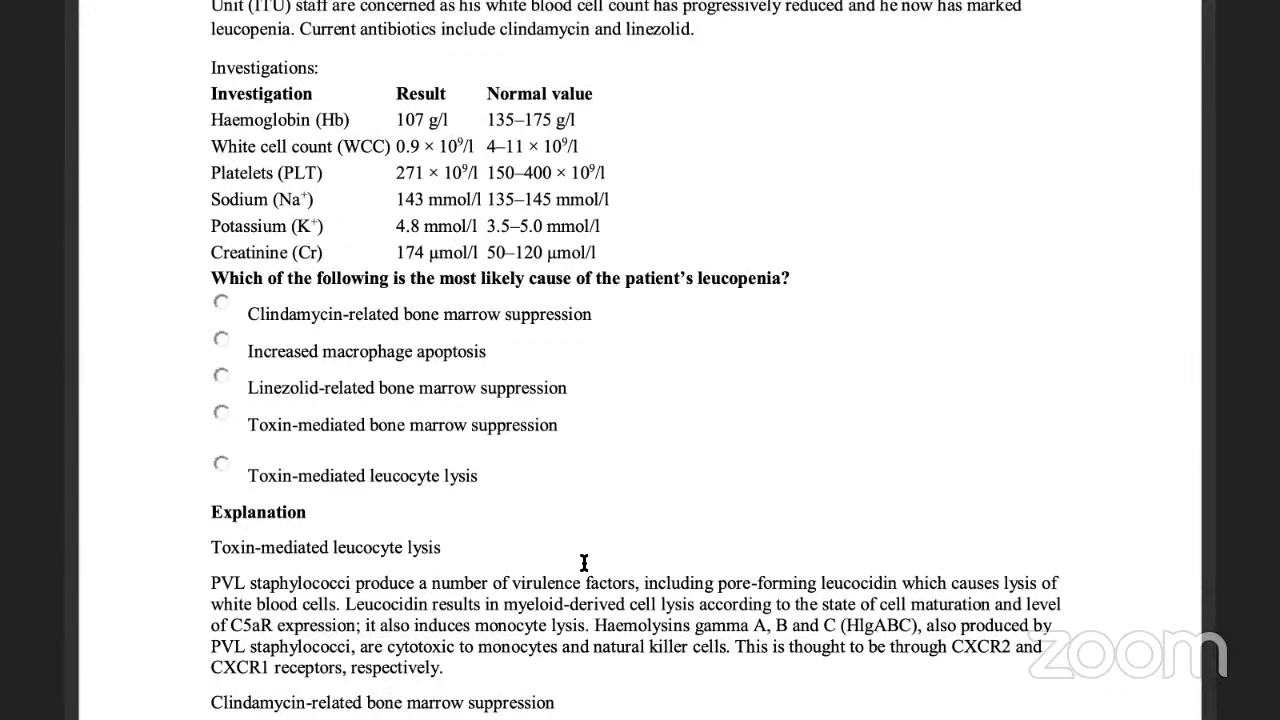 Unit (ITU) staff are concerned as his white blood cell count has progressively reduced and he now has marked
leucopenia. Current antibiotics include clindamycin and linezolid.
Investigations:
Investigation Result Normal value
Haemoglobin (Hb) 107 g/l 135–175 g/l
White cell count (WCC) 0.9 × 10⁹/l 4–11 × 10⁹/l
Platelets (PLT) 271 × 10⁹/l 150–400 × 10⁹/l
Sodium (Na⁺) 143 mmol/l 135–145 mmol/l
Potassium (K⁺) 4.8 mmol/l 3.5–5.0 mmol/l
Creatinine (Cr) 174 µmol/l 50–120 µmol/l
Which of the following is the most likely cause of the patient’s leucopenia?
Clindamycin-related bone marrow suppression
Increased macrophage apoptosis
Linezolid-related bone marrow suppression
Toxin-mediated bone marrow suppression
Toxin-mediated leucocyte lysis
Explanation
Toxin-mediated leucocyte lysis
PVL staphylococci produce a number of virulence factors, including pore-forming leucocidin which causes lysis of
white blood cells. Leucocidin results in myeloid-derived cell lysis according to the state of cell maturation and level
of C5aR expression; it also induces monocyte lysis. Haemolysins gamma A, B and C (HlgABC), also produced by
PVL staphylococci, are cytotoxic to monocytes and natural killer cells. This is thought to be through CXCR2 and
CXCR1 receptors, respectively.
zoom
Clindamycin-related bone marrow suppression